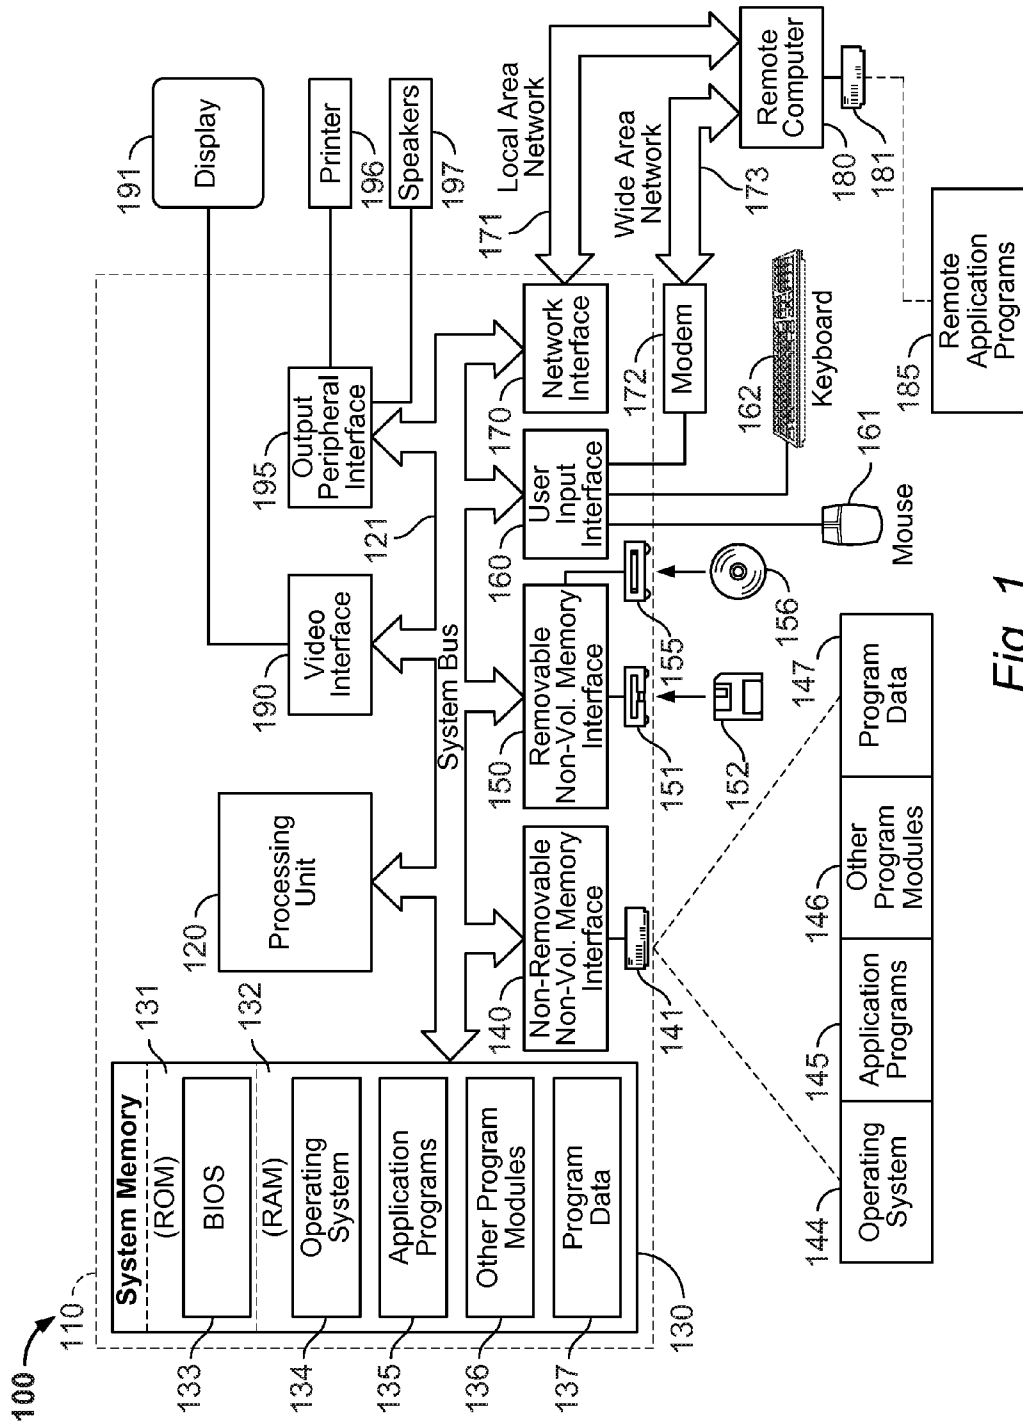 100
110
System Memory
(ROM)
131
BIOS
133
(RAM)
132
Operating
System
134
Application
Programs
135
Other Program
Modules
136
Program
Data
137
130
120
Processing
Unit
190
Video
Interface
191
Display
195
Output
Peripheral
Interface
Printer
196
Speakers
197
121
System Bus
140
Non-Removable
Non-Vol. Memory
Interface
141
150
Removable
Non-Vol. Memory
Interface
151
152
155
156
160
User
Input
Interface
170
Network
Interface
171
Local Area
Network
172
Modem
Wide Area
Network
173
Remote
Computer
180
181
162
Keyboard
161
Mouse
185
Remote
Application
Programs
144
Operating
System
145
Application
Programs
146
Other
Program
Modules
147
Program
Data
Fig. 1